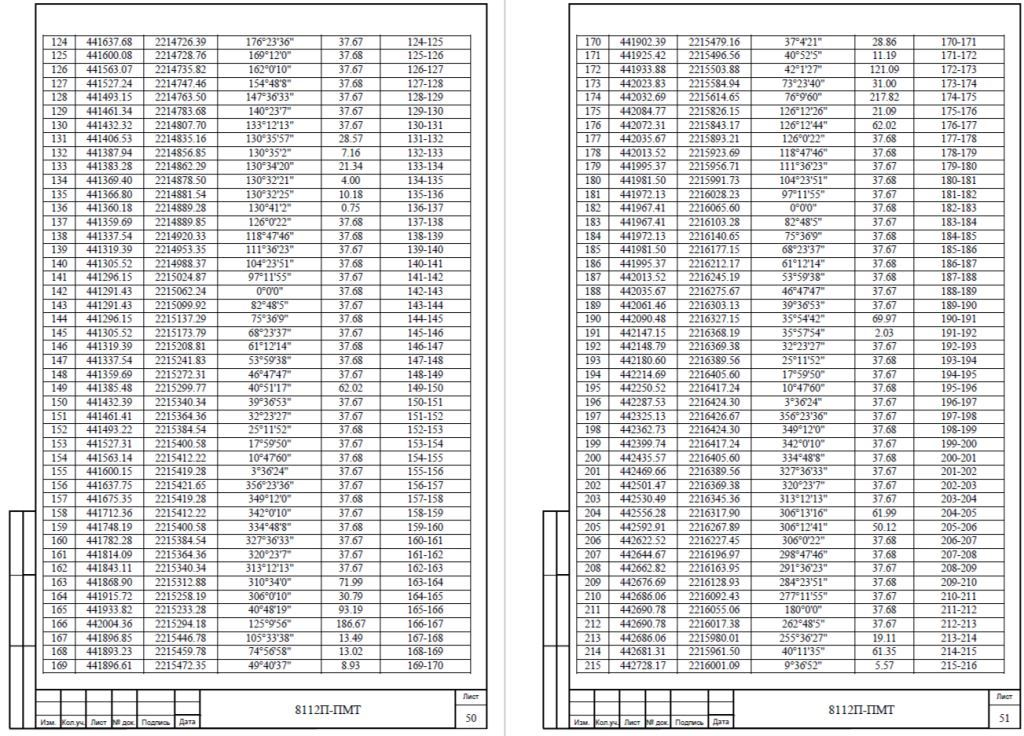 124 441637.68 2214726.39 176°23'36" 37.67 124-125
125 441600.08 2214728.76 169°12'0" 37.68 125-126
126 441563.07 2214735.82 162°0'10" 37.67 126-127
127 441527.24 2214747.46 154°48'8" 37.68 127-128
128 441493.15 2214763.50 147°36'33" 37.67 128-129
129 441461.34 2214783.68 140°23'7" 37.67 129-130
130 441432.32 2214807.70 133°12'13" 37.67 130-131
131 441406.53 2214835.16 130°35'57" 28.57 131-132
132 441387.94 2214856.85 130°35'2" 7.16 132-133
133 441383.28 2214862.29 130°34'20" 21.34 133-134
134 441369.40 2214878.50 130°32'21" 4.00 134-135
135 441366.80 2214881.54 130°32'25" 10.18 135-136
136 441360.18 2214889.28 130°41'2" 0.75 136-137
137 441359.69 2214889.85 126°0'22" 37.68 137-138
138 441337.54 2214920.33 118°47'46" 37.68 138-139
139 441319.39 2214953.35 111°36'23" 37.67 139-140
140 441305.52 2214988.37 104°23'51" 37.68 140-141
141 441296.15 2215024.87 97°11'55" 37.67 141-142
142 441291.43 2215062.24 0°0'0" 37.68 142-143
143 441291.43 2215099.92 82°48'5" 37.67 143-144
144 441296.15 2215137.29 75°36'9" 37.68 144-145
145 441305.52 2215173.79 68°23'37" 37.67 145-146
146 441319.39 2215208.81 61°12'14" 37.68 146-147
147 441337.54 2215241.83 53°59'38" 37.68 147-148
148 441359.69 2215272.31 46°47'47" 37.67 148-149
149 441385.48 2215299.77 40°51'17" 62.02 149-150
150 441432.39 2215340.34 39°36'53" 37.67 150-151
151 441461.41 2215364.36 32°23'27" 37.67 151-152
152 441493.22 2215384.54 25°11'52" 37.68 152-153
153 441527.31 2215400.58 17°59'50" 37.67 153-154
154 441563.14 2215412.22 10°47'60" 37.68 154-155
155 441600.15 2215419.28 3°36'24" 37.67 155-156
156 441637.75 2215421.65 356°23'36" 37.67 156-157
157 441675.35 2215419.28 349°12'0" 37.68 157-158
158 441712.36 2215412.22 342°0'10" 37.67 158-159
159 441748.19 2215400.58 334°48'8" 37.68 159-160
160 441782.28 2215384.54 327°36'33" 37.67 160-161
161 441814.09 2215364.36 320°23'7" 37.67 161-162
162 441843.11 2215340.34 313°12'13" 37.67 162-163
163 441868.90 2215312.88 310°34'0" 71.99 163-164
164 441915.72 2215258.19 306°0'10" 30.79 164-165
165 441933.82 2215233.28 40°48'19" 93.19 165-166
166 442004.36 2215294.18 125°9'56" 186.67 166-167
167 441896.85 2215446.78 105°33'38" 13.49 167-168
168 441893.23 2215459.78 74°56'58" 13.02 168-169
169 441896.61 2215472.35 49°40'37" 8.93 169-170
8112П-ПМТ
Лист
50
Изм. Кол.уч. Лист № док. Подпись Дата
170 441902.39 2215479.16 37°4'21" 28.86 170-171
171 441925.42 2215496.56 40°52'5" 11.19 171-172
172 441933.88 2215503.88 42°1'27" 121.09 172-173
173 442023.83 2215584.94 73°23'40" 31.00 173-174
174 442032.69 2215614.65 76°9'60" 217.82 174-175
175 442084.77 2215826.15 126°12'26" 21.09 175-176
176 442072.31 2215843.17 126°12'44" 62.02 176-177
177 442035.67 2215893.21 126°0'22" 37.68 177-178
178 442013.52 2215923.69 118°47'46" 37.68 178-179
179 441995.37 2215956.71 111°36'23" 37.67 179-180
180 441981.50 2215991.73 104°23'51" 37.68 180-181
181 441972.13 2216028.23 97°11'55" 37.67 181-182
182 441967.41 2216065.60 0°0'0" 37.68 182-183
183 441967.41 2216103.28 82°48'5" 37.67 183-184
184 441972.13 2216140.65 75°36'9" 37.68 184-185
185 441981.50 2216177.15 68°23'37" 37.67 185-186
186 441995.37 2216212.17 61°12'14" 37.68 186-187
187 442013.52 2216245.19 53°59'38" 37.68 187-188
188 442035.67 2216275.67 46°47'47" 37.67 188-189
189 442061.46 2216303.13 39°36'53" 37.67 189-190
190 442090.48 2216327.15 35°54'42" 69.97 190-191
191 442147.15 2216368.19 35°57'54" 2.03 191-192
192 442148.79 2216369.38 32°23'27" 37.67 192-193
193 442180.60 2216389.56 25°11'52" 37.68 193-194
194 442214.69 2216405.60 17°59'50" 37.67 194-195
195 442250.52 2216417.24 10°47'60" 37.68 195-196
196 442287.53 2216424.30 3°36'24" 37.67 196-197
197 442325.13 2216426.67 356°23'36" 37.67 197-198
198 442362.73 2216424.30 349°12'0" 37.68 198-199
199 442399.74 2216417.24 342°0'10" 37.67 199-200
200 442435.57 2216405.60 334°48'8" 37.68 200-201
201 442469.66 2216389.56 327°36'33" 37.67 201-202
202 442501.47 2216369.38 320°23'7" 37.67 202-203
203 442530.49 2216345.36 313°12'13" 37.67 203-204
204 442556.28 2216317.90 306°13'16" 61.99 204-205
205 442592.91 2216267.89 306°12'41" 50.12 205-206
206 442622.52 2216227.45 306°0'22" 37.68 206-207
207 442644.67 2216196.97 298°47'46" 37.68 207-208
208 442662.82 2216163.95 291°36'23" 37.67 208-209
209 442676.69 2216128.93 284°23'51" 37.68 209-210
210 442686.06 2216092.43 277°11'55" 37.67 210-211
211 442690.78 2216055.06 180°0'0" 37.68 211-212
212 442690.78 2216017.38 262°48'5" 37.67 212-213
213 442686.06 2215980.01 255°36'27" 19.11 213-214
214 442681.31 2215961.50 40°11'35" 61.35 214-215
215 442728.17 2216001.09 9°36'52" 5.57 215-216
8112П-ПМТ
Лист
51
Изм. Кол.уч. Лист № док. Подпись Дата